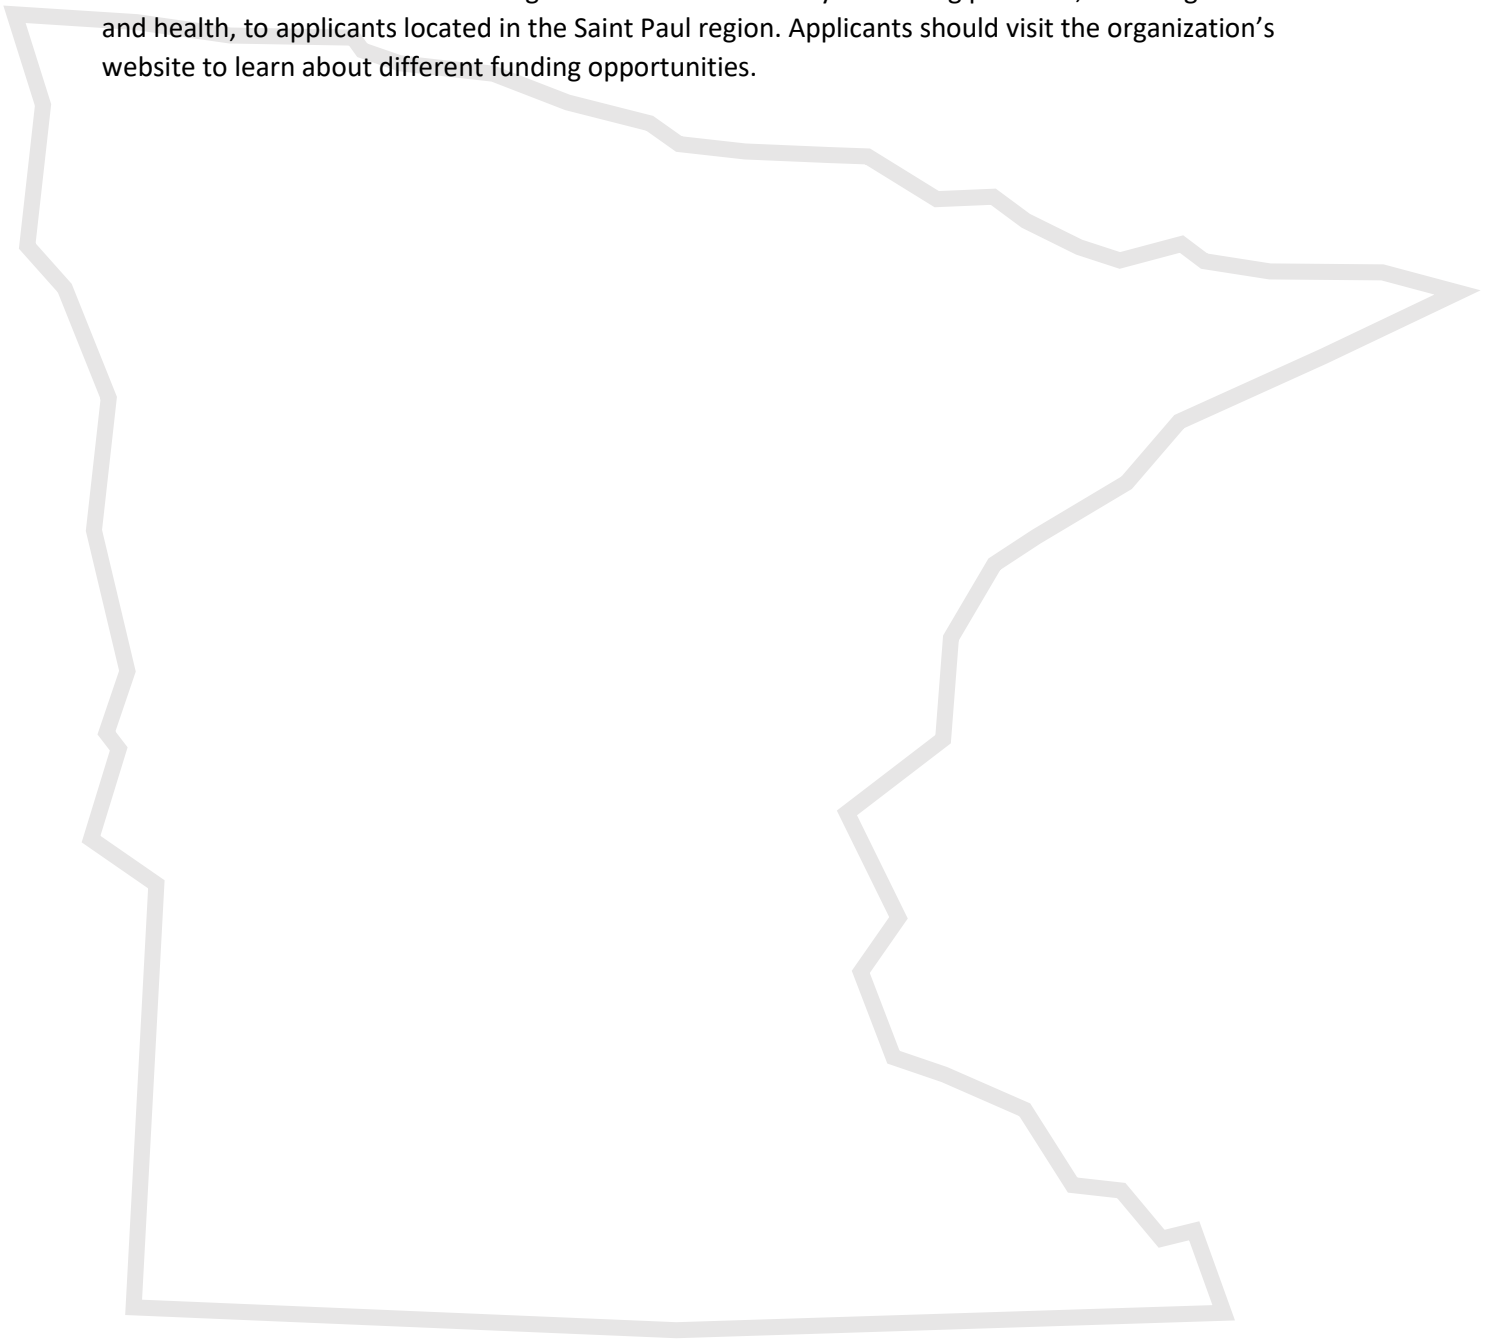 and health, to applicants located in the Saint Paul region. Applicants should visit the organization’s
website to learn about different funding opportunities.